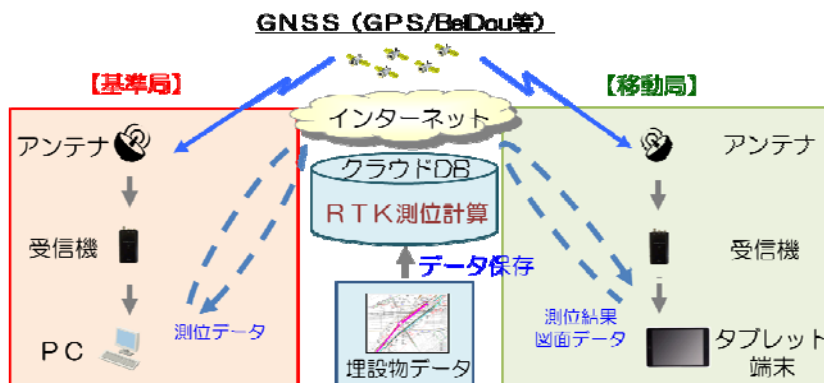 GNSS（GPS/BeiDou等）
【基準局】
【移動局】
インターネット
アンテナ
アンテナ
クラウドDB
RTK測位計算
受信機
受信機
データ保存
測位データ
測位結果
図面データ
PC
埋設物データ
タブレット
端末